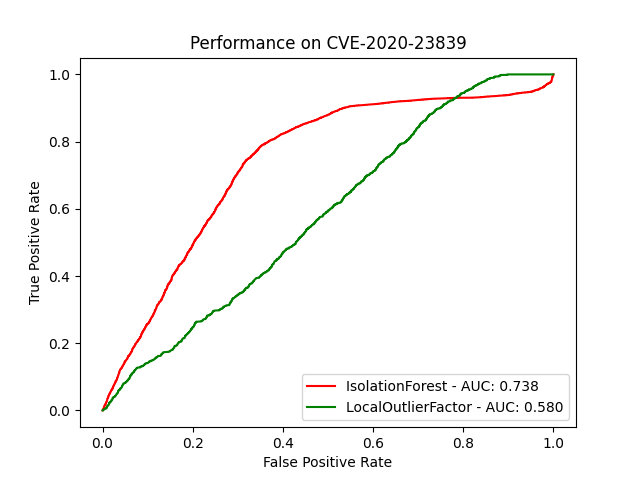 Performance on CVE-2020-23839
True Positive Rate
1.0
0.8
0.6
0.4
0.2
0.0
IsolationForest - AUC: 0.738
LocalOutlierFactor - AUC: 0.580
0.0 0.2 0.4 0.6 0.8 1.0
False Positive Rate